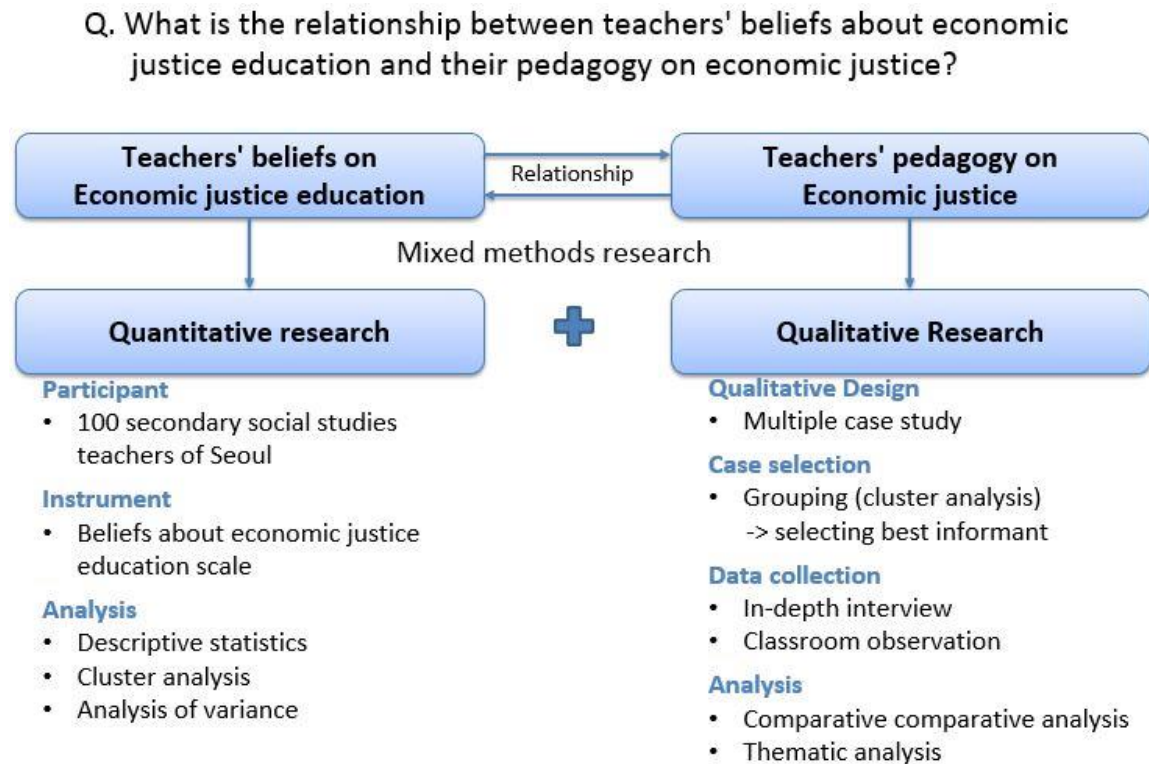 Q. What is the relationship between teachers' beliefs about economic
justice education and their pedagogy on economic justice?
Teachers' beliefs on
Economic justice education
Relationship
Teachers' pedagogy on
Economic justice
Mixed methods research
Quantitative research
Participant
• 100 secondary social studies
teachers of Seoul
Instrument
• Beliefs about economic justice
education scale
Analysis
• Descriptive statistics
• Cluster analysis
• Analysis of variance
Qualitative Research
Qualitative Design
• Multiple case study
Case selection
• Grouping (cluster analysis)
-> selecting best informant
Data collection
• In-depth interview
• Classroom observation
Analysis
• Comparative comparative analysis
• Thematic analysis